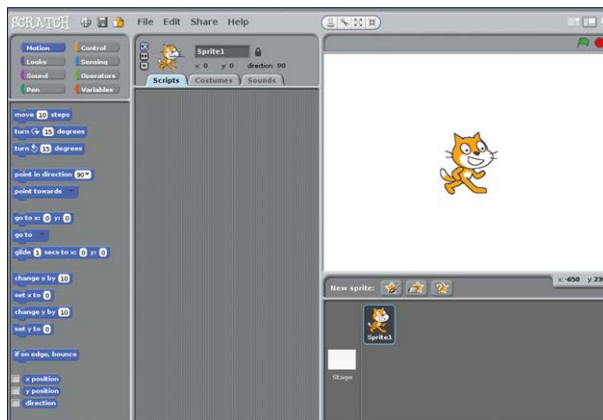 SCRATCH File Edit Share Help
Motion Control
Looks Sensing
Sound Operators
Pen Variables
Sprite1
x: 0 y: 0 direction: 90
Scripts Costumes Sounds
move 10 steps
turn 15 degrees
turn 15 degrees
point in direction 90
point towards
go to x: 0 y: 0
go to
glide 1 secs to x: 0 y: 0
change x by 10
set x to 0
change y by 10
set y to 0
if on edge, bounce
x position
y position
direction
x: -650 y: 23
New sprite:
Sprite1
Stage